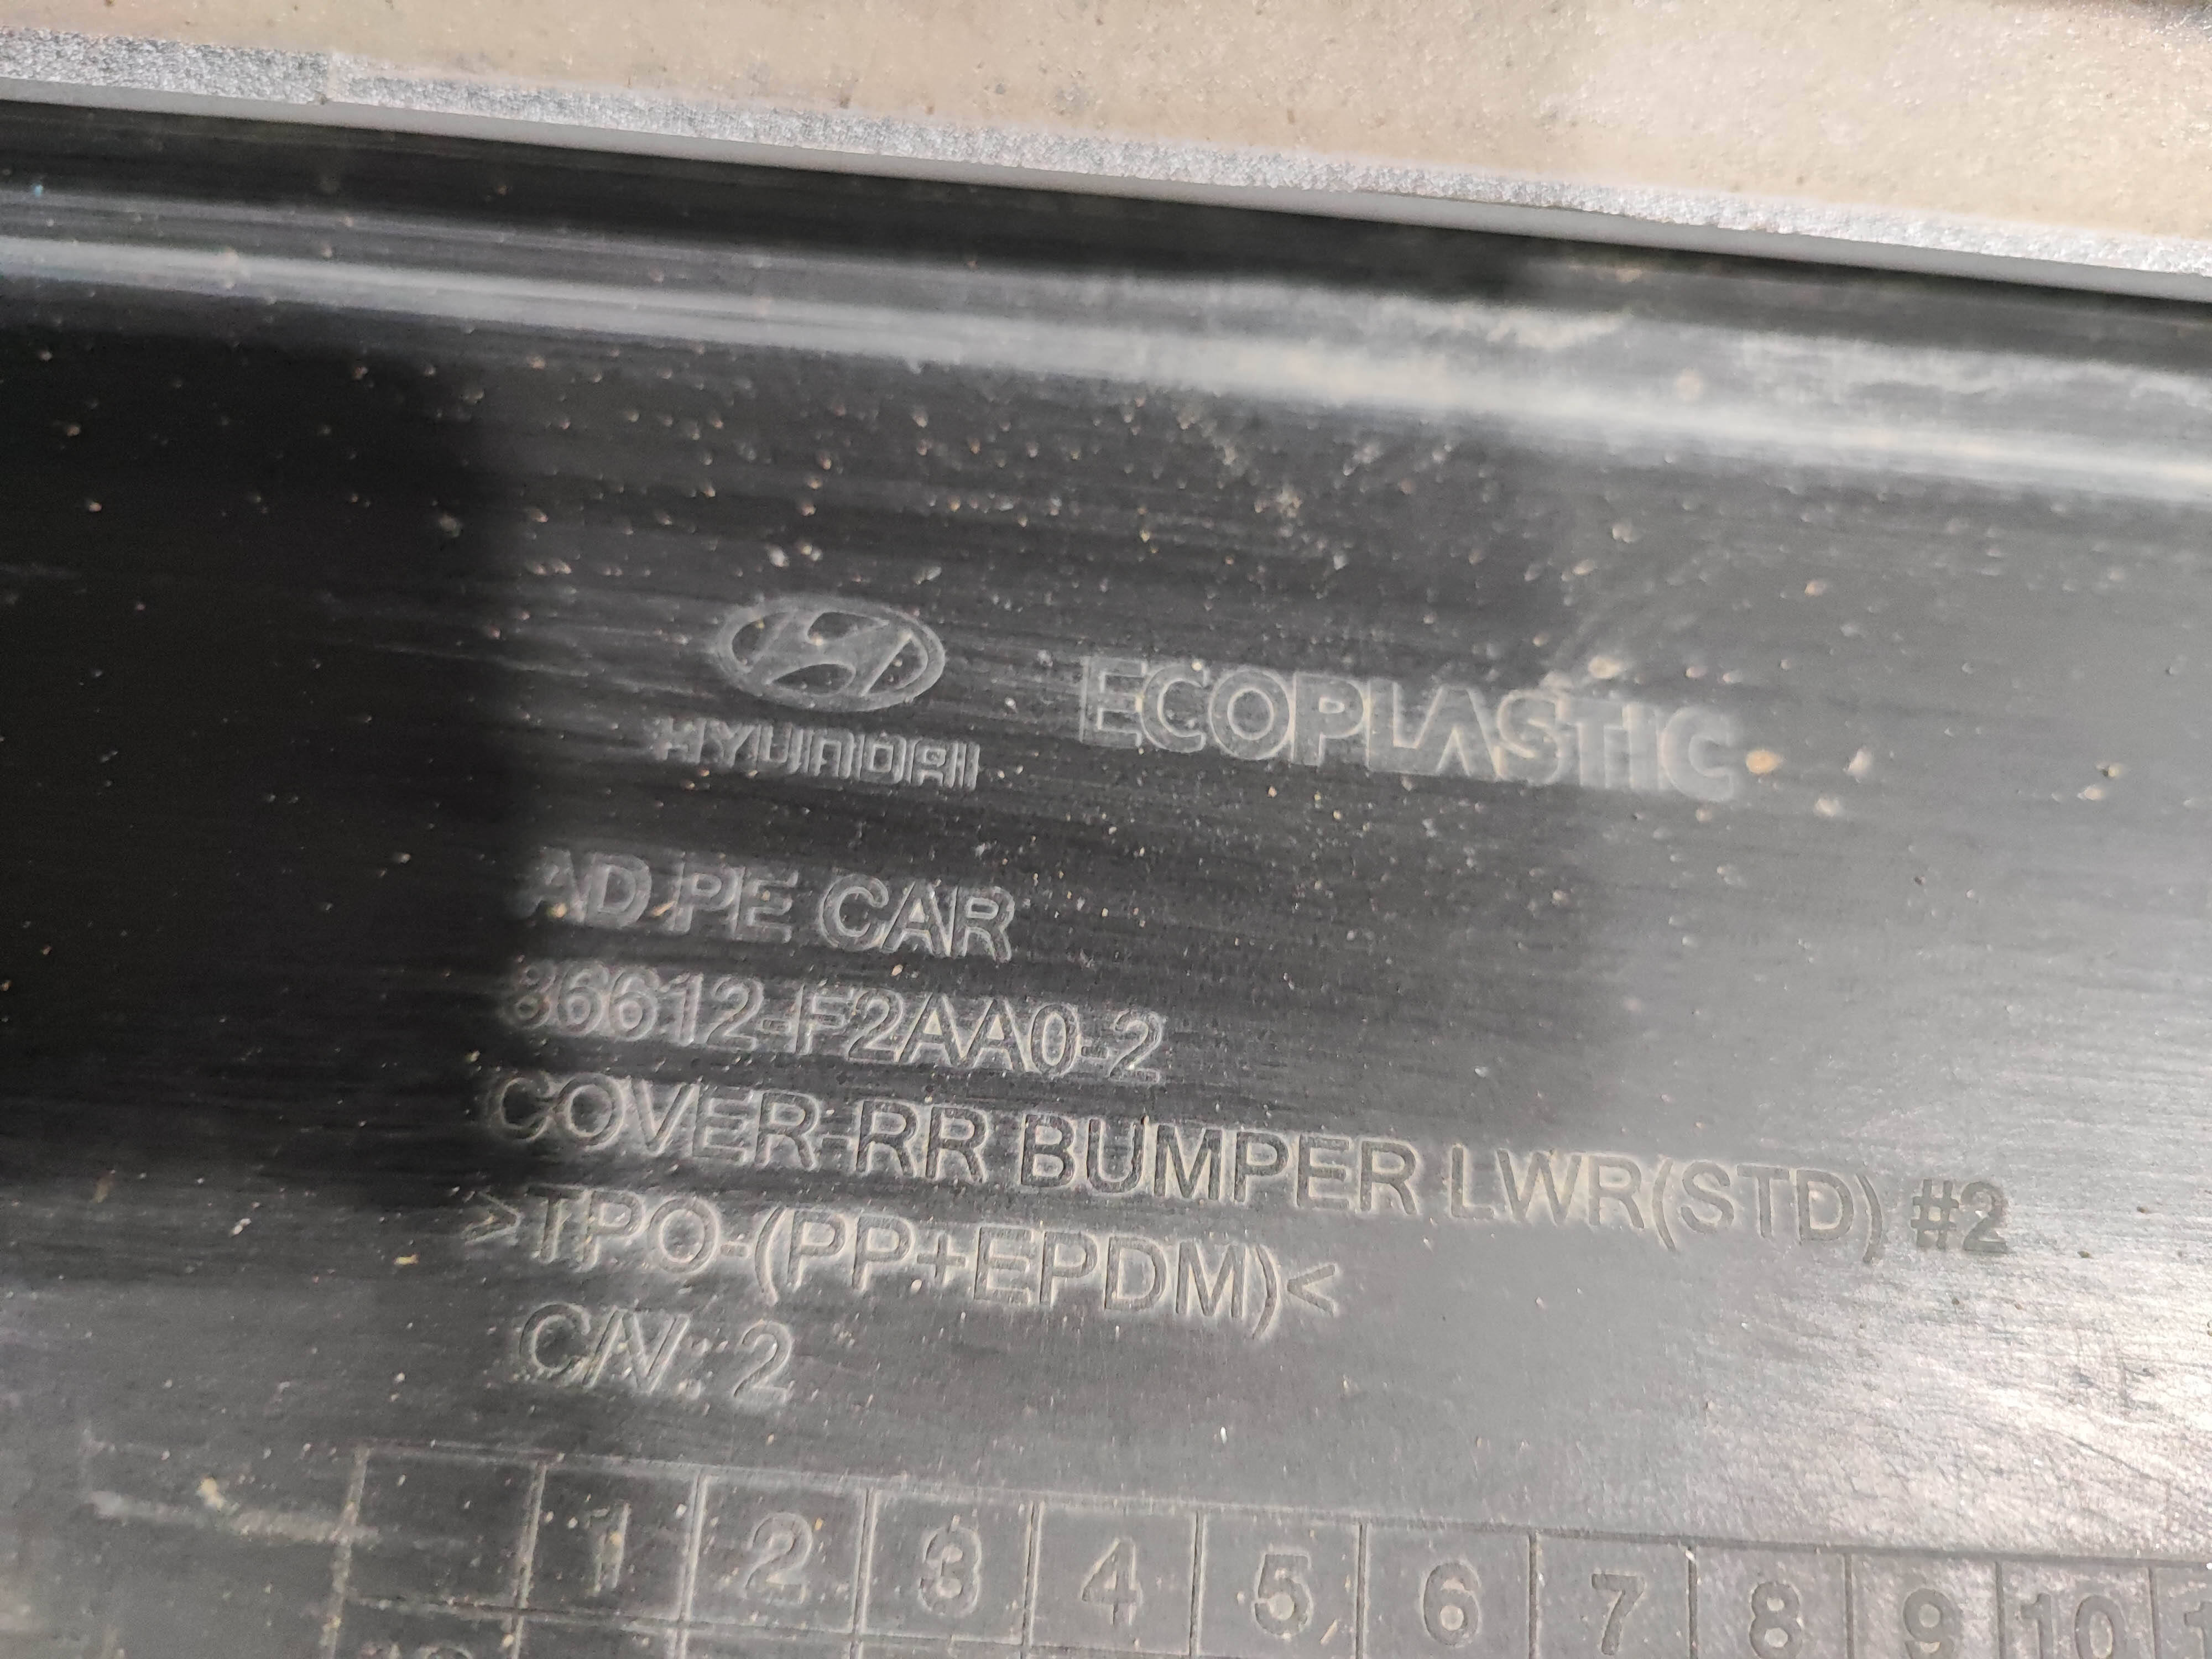 HYUNDAI ECOPLASTIC
AD PE CAR
86612-F2AA0-2
COVER-RR BUMPER LWR(STD) #2
>TPO-(PP+EPDM)<
C/V : 2
1 2 3 4 5 6 7 8 9 10